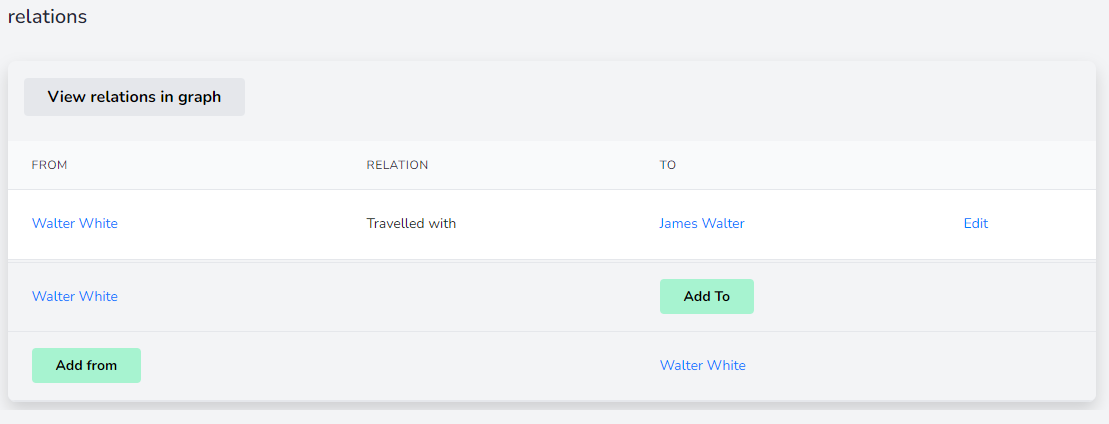 relations
View relations in graph
FROM RELATION TO
Walter White Travelled with James Walter Edit
Walter White Add To
Add from Walter White